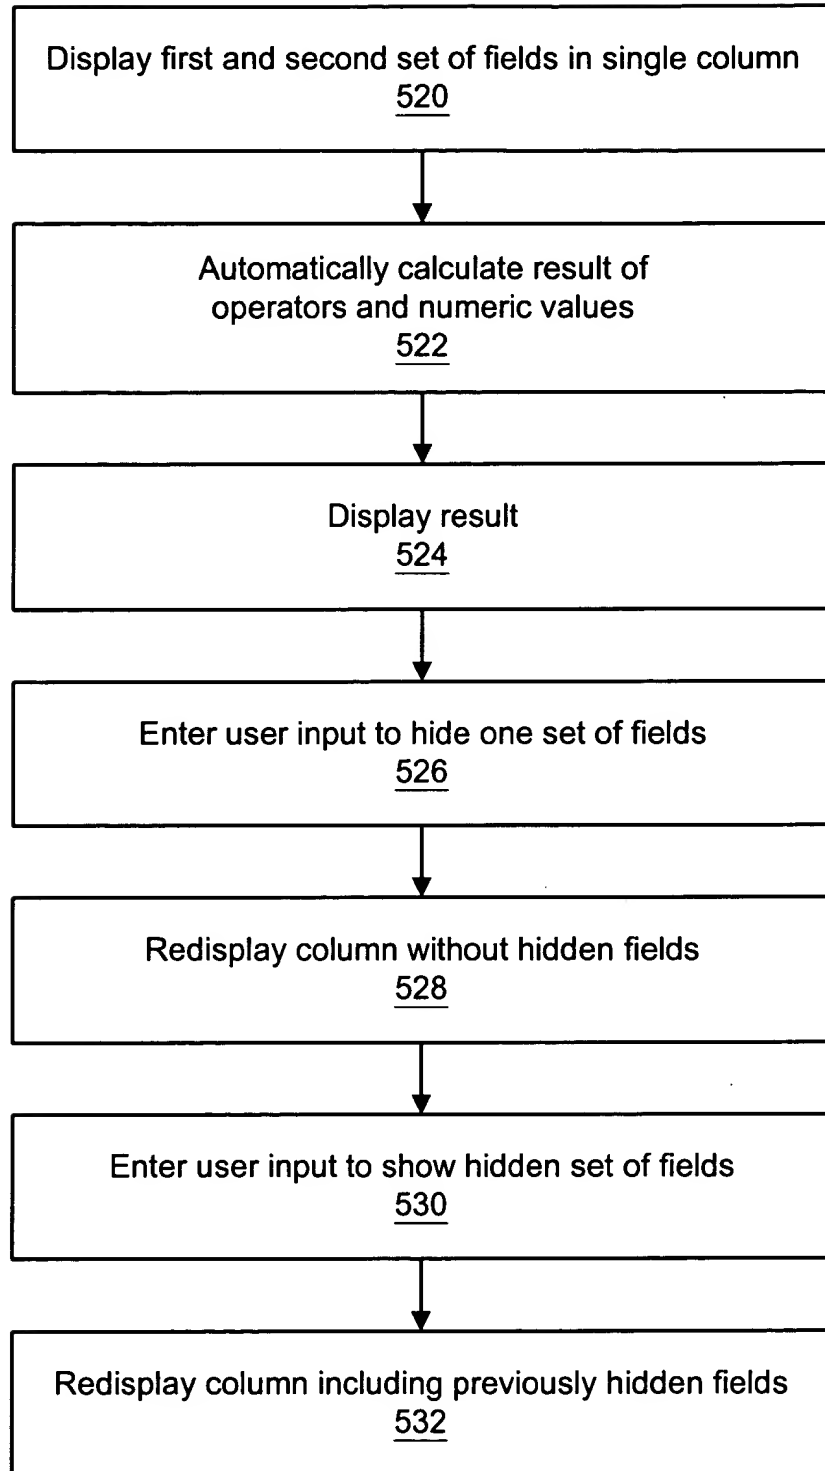 Display first and second set of fields in single column
520
Automatically calculate result of
operators and numeric values
522
Display result
524
Enter user input to hide one set of fields
526
Redisplay column without hidden fields
528
Enter user input to show hidden set of fields
530
Redisplay column including previously hidden fields
532